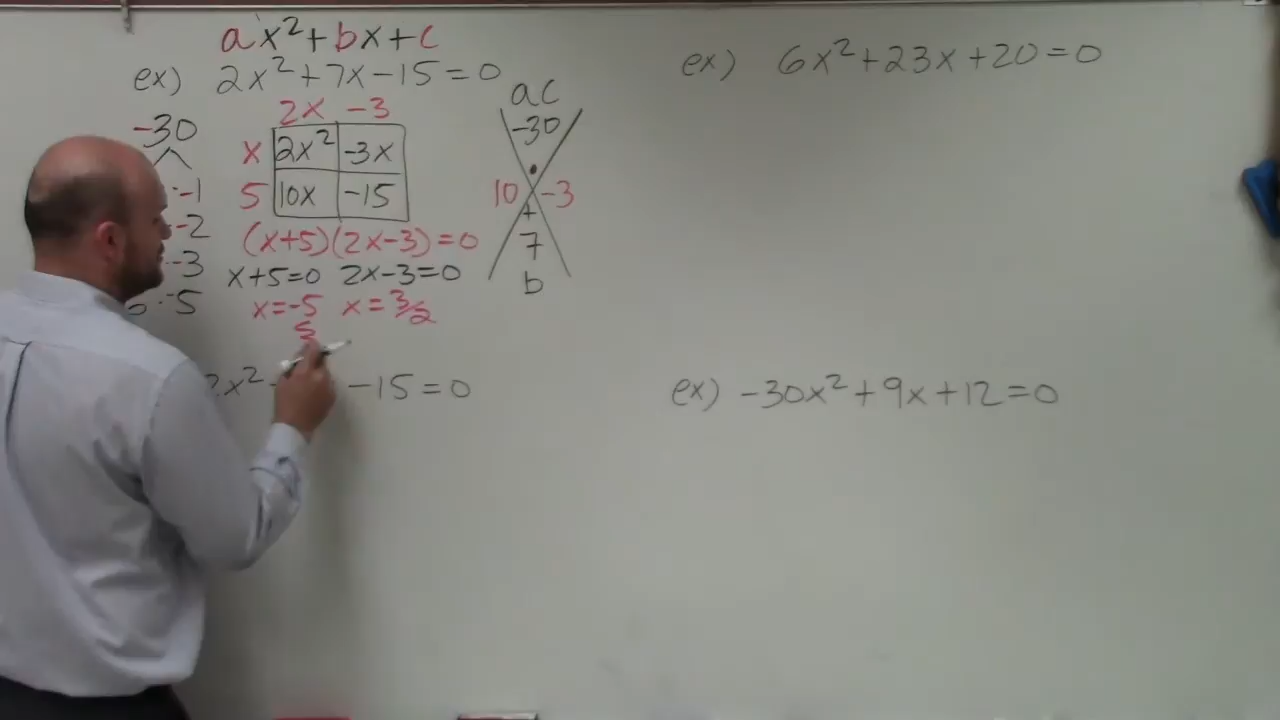 ax²+bx+c
ex) 2x²+7x-15=0
ac
-30
2x -3
-30
x 2x² -3x
·-1
5 10x -15
10 · -3
-2
+
(x+5)(2x-3)=0
7
·-3
x+5=0 2x-3=0
b
·-5
x=-5 x=3/2
2x² -15=0
ex) 6x²+23x+20=0
ex) -30x²+9x+12=0